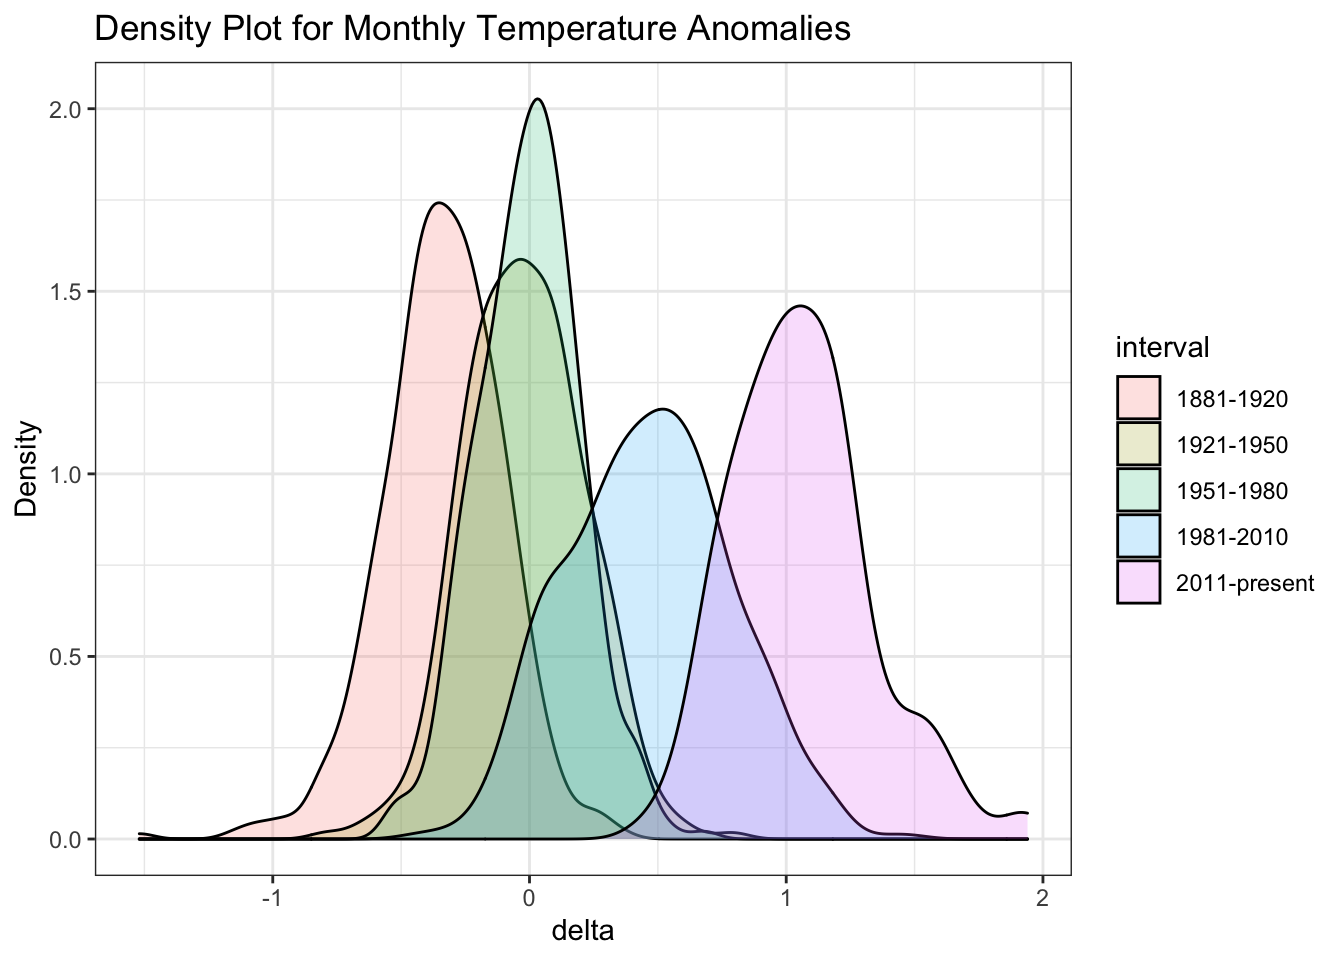 Density Plot for Monthly Temperature Anomalies
2.0
1.5
1.0
0.5
0.0
Density
-1 0 1 2
delta
interval
1881-1920
1921-1950
1951-1980
1981-2010
2011-present